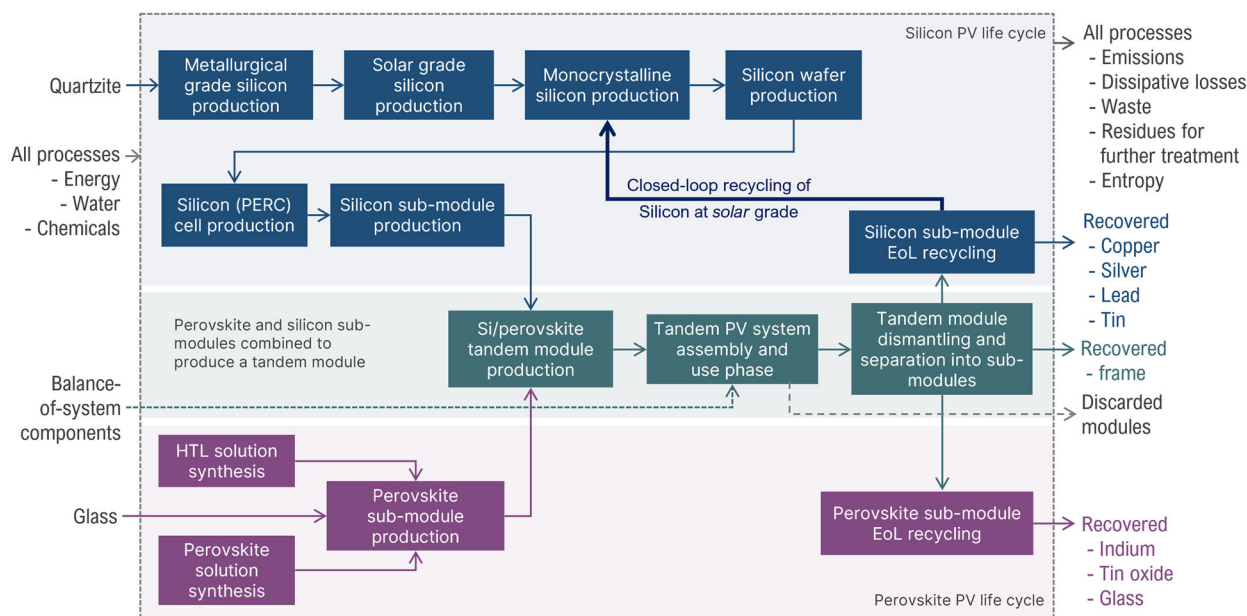 Silicon PV life cycle
Quartzite
Metallurgical
grade silicon
production
Solar grade
silicon
production
Monocrystalline
silicon production
Silicon wafer
production
All processes
- Emissions
- Dissipative losses
- Waste
- Residues for
further treatment
- Entropy
All processes
- Energy
- Water
- Chemicals
Closed-loop recycling of
Silicon at solar grade
Silicon (PERC)
cell production
Silicon sub-module
production
Silicon sub-module
EoL recycling
Recovered
- Copper
- Silver
- Lead
- Tin
Perovskite and silicon sub-
modules combined to
produce a tandem module
Si/perovskite
tandem module
production
Tandem PV system
assembly and
use phase
Tandem module
dismantling and
separation into sub-
modules
Recovered
- frame
Balance-
of-system
components
Discarded
modules
HTL solution
synthesis
Glass
Perovskite
sub-module
production
Perovskite
solution
synthesis
Perovskite sub-module
EoL recycling
Recovered
- Indium
- Tin oxide
- Glass
Perovskite PV life cycle